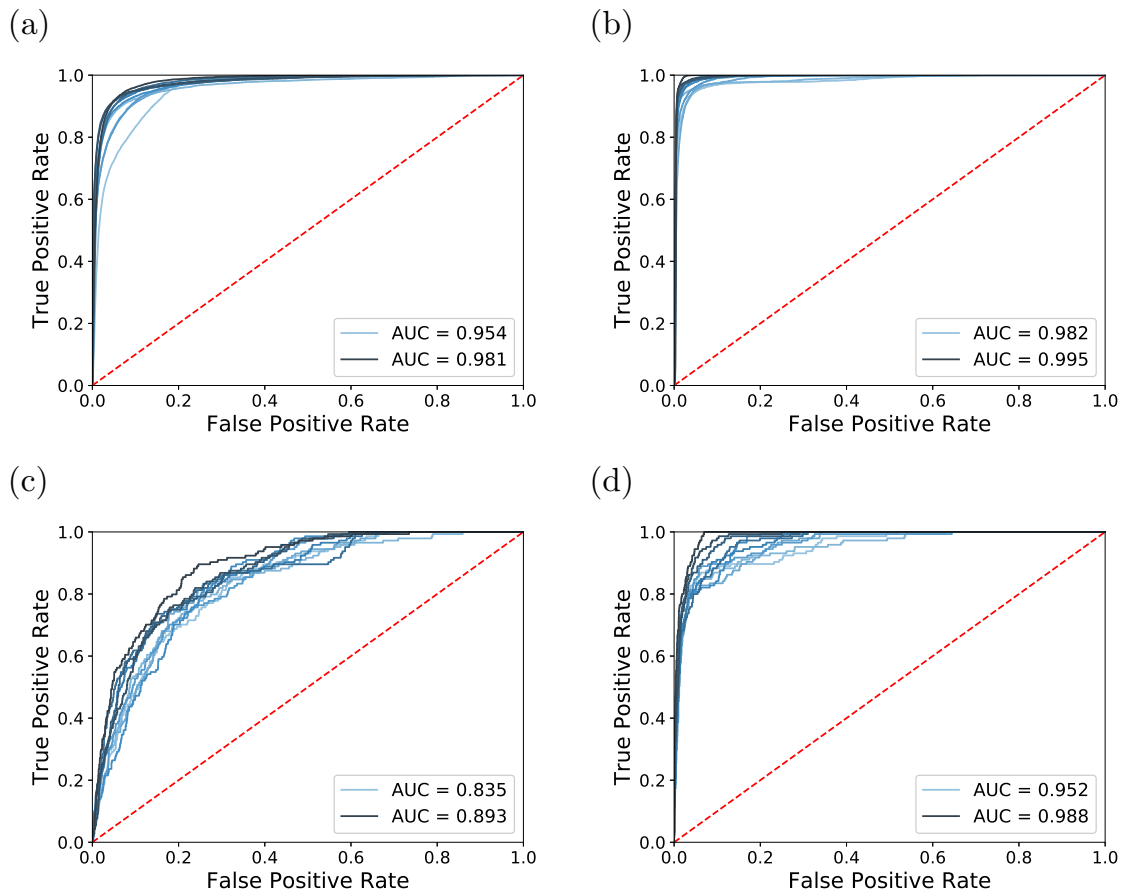 (a)
(b)
True Positive Rate
1.0
0.8
0.6
0.4
0.2
0.0
AUC = 0.954
AUC = 0.981
0.0 0.2 0.4 0.6 0.8 1.0
False Positive Rate
True Positive Rate
1.0
0.8
0.6
0.4
0.2
0.0
AUC = 0.982
AUC = 0.995
0.0 0.2 0.4 0.6 0.8 1.0
False Positive Rate
(c)
(d)
True Positive Rate
1.0
0.8
0.6
0.4
0.2
0.0
AUC = 0.835
AUC = 0.893
0.0 0.2 0.4 0.6 0.8 1.0
False Positive Rate
True Positive Rate
1.0
0.8
0.6
0.4
0.2
0.0
AUC = 0.952
AUC = 0.988
0.0 0.2 0.4 0.6 0.8 1.0
False Positive Rate